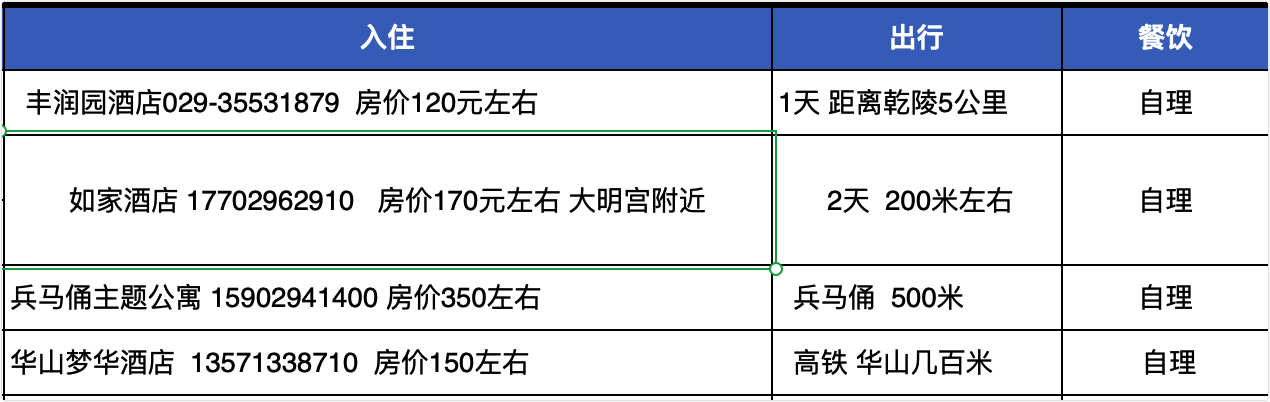 入住 出行 餐饮
丰润园酒店029-35531879 房价120元左右 1天 距离乾陵5公里 自理
如家酒店 17702962910 房价170元左右 大明宫附近 2天 200米左右 自理
兵马俑主题公寓 15902941400 房价350左右 兵马俑 500米 自理
华山梦华酒店 13571338710 房价150左右 高铁 华山几百米 自理